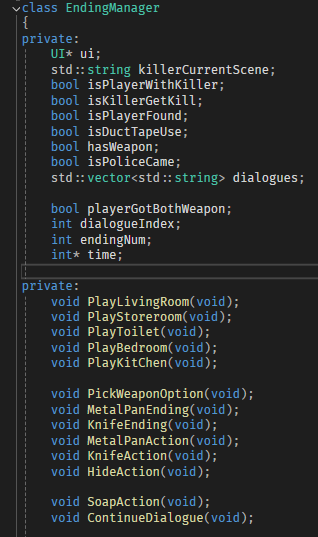 class EndingManager
{
private:
UI* ui;
std::string killerCurrentScene;
bool isPlayerWithKiller;
bool isKillerGetKill;
bool isPlayerFound;
bool isDuctTapeUse;
bool hasWeapon;
bool isPoliceCame;
std::vector<std::string> dialogues;
bool playerGotBothWeapon;
int dialogueIndex;
int endingNum;
int* time;
private:
void PlayLivingRoom(void);
void PlayStoreroom(void);
void PlayToilet(void);
void PlayBedroom(void);
void PlayKitChen(void);
void PickWeaponOption(void);
void MetalPanEnding(void);
void KnifeEnding(void);
void MetalPanAction(void);
void KnifeAction(void);
void HideAction(void);
void SoapAction(void);
void ContinueDialogue(void);